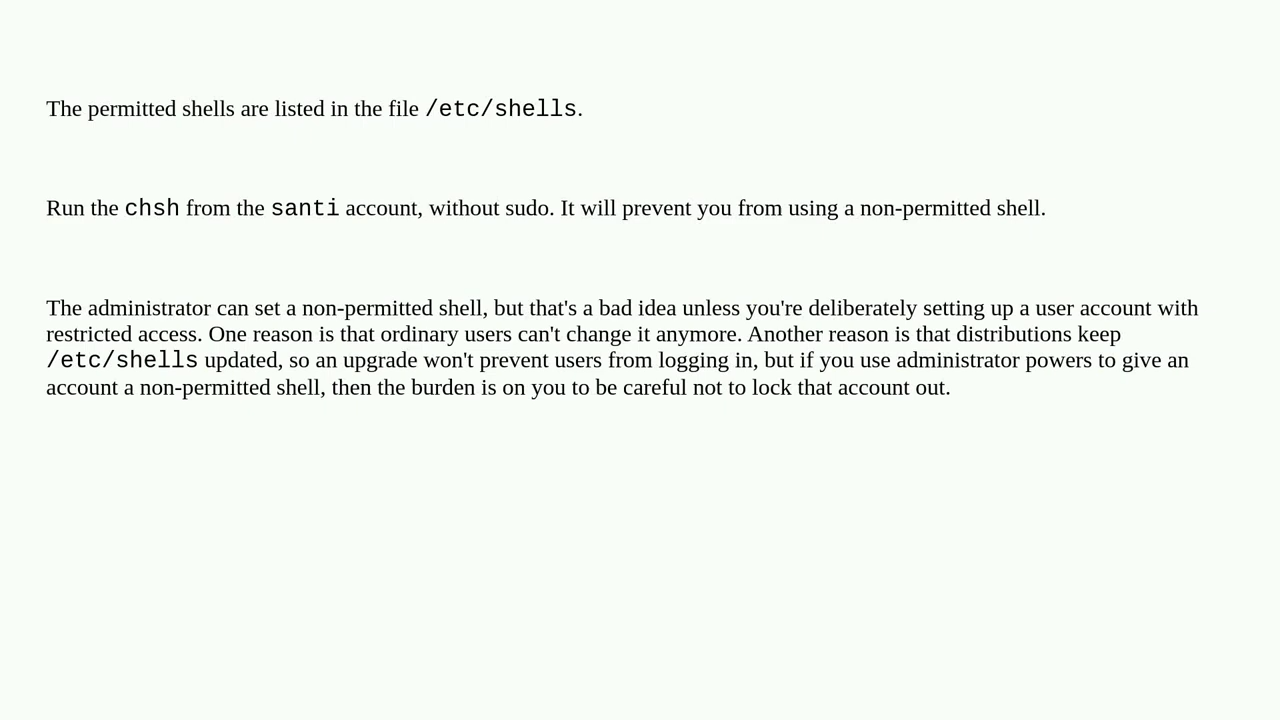 The permitted shells are listed in the file /etc/shells.
Run the chsh from the santi account, without sudo. It will prevent you from using a non-permitted shell.
The administrator can set a non-permitted shell, but that's a bad idea unless you're deliberately setting up a user account with
restricted access. One reason is that ordinary users can't change it anymore. Another reason is that distributions keep
/etc/shells updated, so an upgrade won't prevent users from logging in, but if you use administrator powers to give an
account a non-permitted shell, then the burden is on you to be careful not to lock that account out.